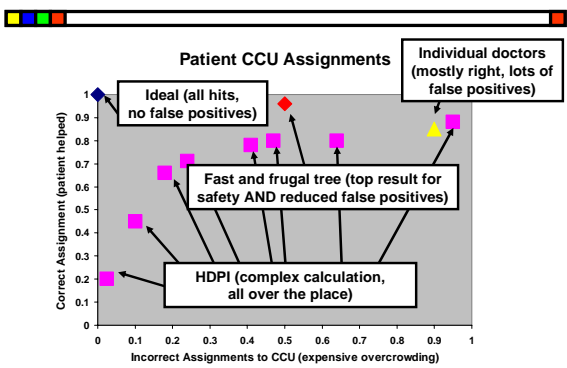 Patient CCU Assignments
Individual doctors
(mostly right, lots of
false positives)
Ideal (all hits,
no false positives)
Fast and frugal tree (top result for
safety AND reduced false positives)
HDPI (complex calculation,
all over the place)
Correct Assignment (patient helped)
1
0.9
0.8
0.7
0.6
0.5
0.4
0.3
0.2
0.1
0
0 0.1 0.2 0.3 0.4 0.5 0.6 0.7 0.8 0.9 1
Incorrect Assignments to CCU (expensive overcrowding)